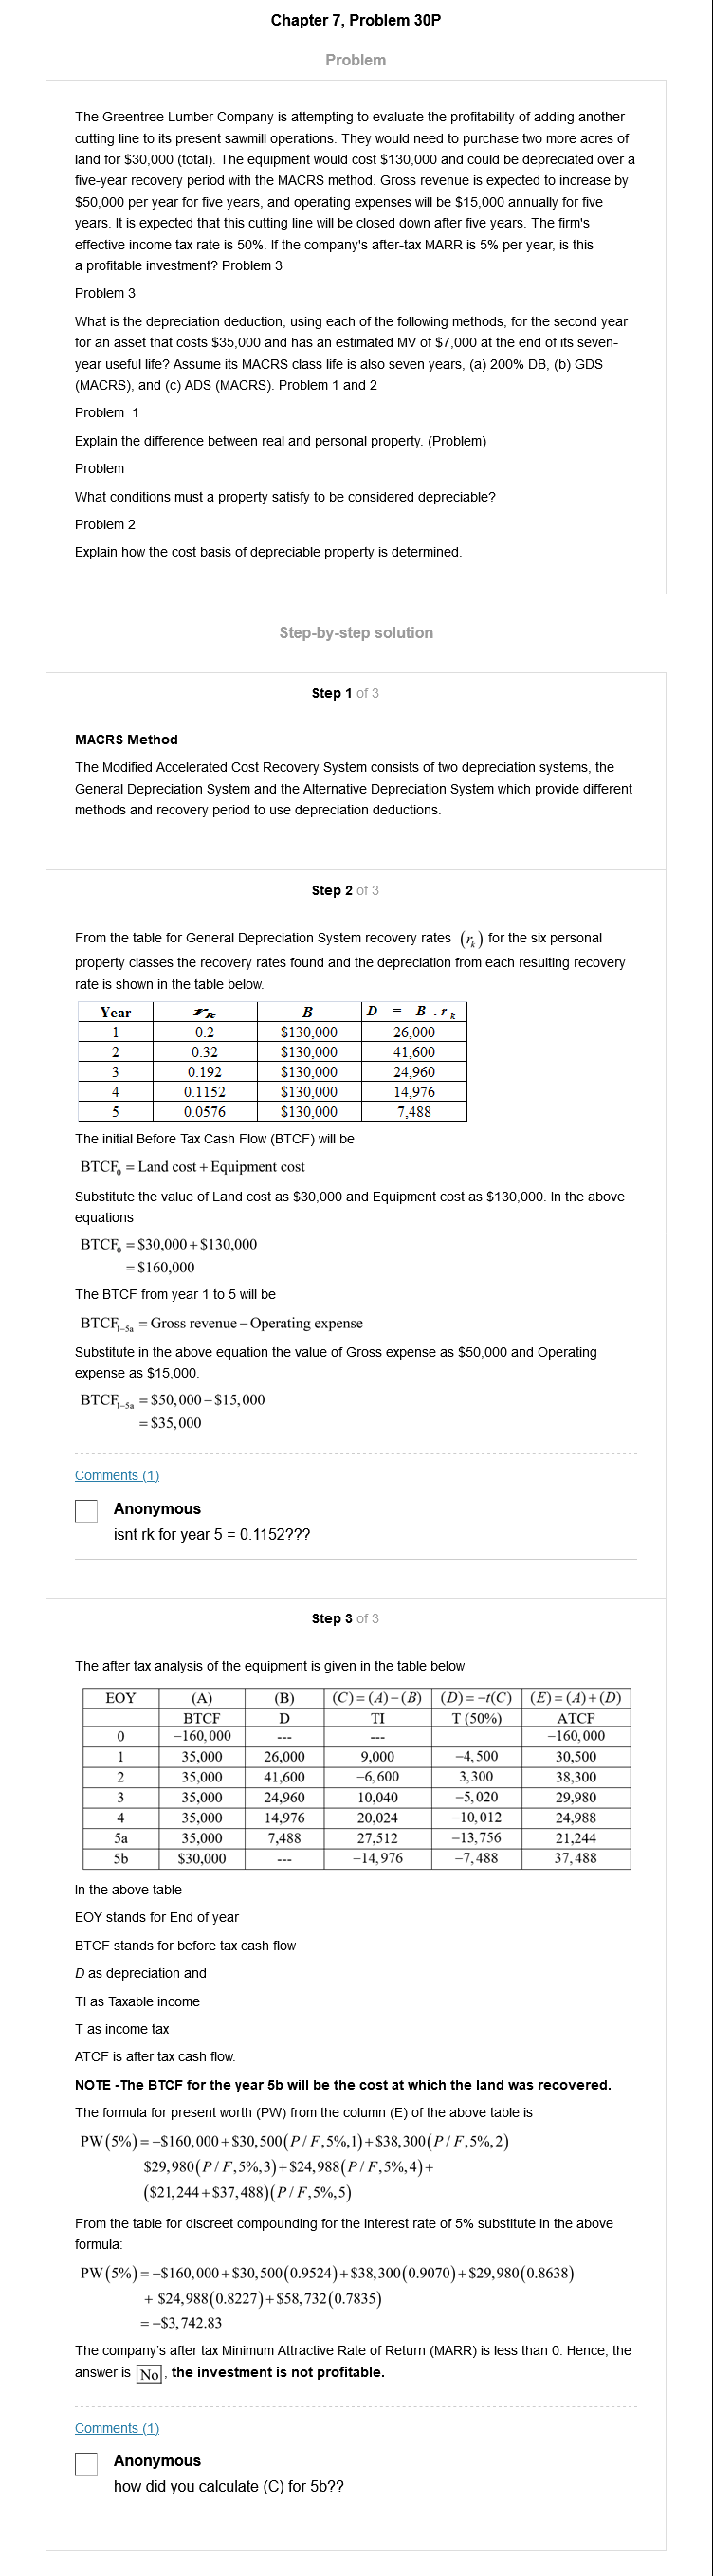 Chapter 7, Problem 30P
Problem
The Greentree Lumber Company is attempting to evaluate the profitability of adding another
cutting line to its present sawmill operations. They would need to purchase two more acres of
land for $30,000 (total). The equipment would cost $130,000 and could be depreciated over a
five-year recovery period with the MACRS method. Gross revenue is expected to increase by
$50,000 per year for five years, and operating expenses will be $15,000 annually for five
years. It is expected that this cutting line will be closed down after five years. The firm's
effective income tax rate is 50%. If the company's after-tax MARR is 5% per year, is this
a profitable investment? Problem 3
Problem 3
What is the depreciation deduction, using each of the following methods, for the second year
for an asset that costs $35,000 and has an estimated MV of $7,000 at the end of its seven-
year useful life? Assume its MACRS class life is also seven years, (a) 200% DB, (b) GDS
(MACRS), and (c) ADS (MACRS). Problem 1 and 2
Problem 1
Explain the difference between real and personal property. (Problem)
Problem
What conditions must a property satisfy to be considered depreciable?
Problem 2
Explain how the cost basis of depreciable property is determined.
Step-by-step solution
Step 1 of 3
MACRS Method
The Modified Accelerated Cost Recovery System consists of two depreciation systems, the
General Depreciation System and the Alternative Depreciation System which provide different
methods and recovery period to use depreciation deductions.
Step 2 of 3
From the table for General Depreciation System recovery rates (r_k) for the six personal
property classes the recovery rates found and the depreciation from each resulting recovery
rate is shown in the table below.
Year r_k B D = B . r_k
1 0.2 $130,000 26,000
2 0.32 $130,000 41,600
3 0.192 $130,000 24,960
4 0.1152 $130,000 14,976
5 0.0576 $130,000 7,488
The initial Before Tax Cash Flow (BTCF) will be
BTCF₀ = Land cost + Equipment cost
Substitute the value of Land cost as $30,000 and Equipment cost as $130,000. In the above
equations
BTCF₀ = $30,000 + $130,000
= $160,000
The BTCF from year 1 to 5 will be
BTCF₁₋₅ₐ = Gross revenue − Operating expense
Substitute in the above equation the value of Gross expense as $50,000 and Operating
expense as $15,000.
BTCF₁₋₅ₐ = $50,000 − $15,000
= $35,000
Comments (1)
Anonymous
isnt rk for year 5 = 0.1152???
Step 3 of 3
The after tax analysis of the equipment is given in the table below
EOY (A) (B) (C) = (A) − (B) (D) = −t(C) (E) = (A) + (D)
BTCF D TI T (50%) ATCF
0 −160,000 --- --- −160,000
1 35,000 26,000 9,000 −4,500 30,500
2 35,000 41,600 −6,600 3,300 38,300
3 35,000 24,960 10,040 −5,020 29,980
4 35,000 14,976 20,024 −10,012 24,988
5a 35,000 7,488 27,512 −13,756 21,244
5b $30,000 --- −14,976 −7,488 37,488
In the above table
EOY stands for End of year
BTCF stands for before tax cash flow
D as depreciation and
TI as Taxable income
T as income tax
ATCF is after tax cash flow.
NOTE -The BTCF for the year 5b will be the cost at which the land was recovered.
The formula for present worth (PW) from the column (E) of the above table is
PW(5%) = −$160,000 + $30,500(P/F,5%,1) + $38,300(P/F,5%,2)
$29,980(P/F,5%,3) + $24,988(P/F,5%,4) +
($21,244 + $37,488)(P/F,5%,5)
From the table for discreet compounding for the interest rate of 5% substitute in the above
formula:
PW(5%) = −$160,000 + $30,500(0.9524) + $38,300(0.9070) + $29,980(0.8638)
+ $24,988(0.8227) + $58,732(0.7835)
= −$3,742.83
The company's after tax Minimum Attractive Rate of Return (MARR) is less than 0. Hence, the
answer is No, the investment is not profitable.
Comments (1)
Anonymous
how did you calculate (C) for 5b??